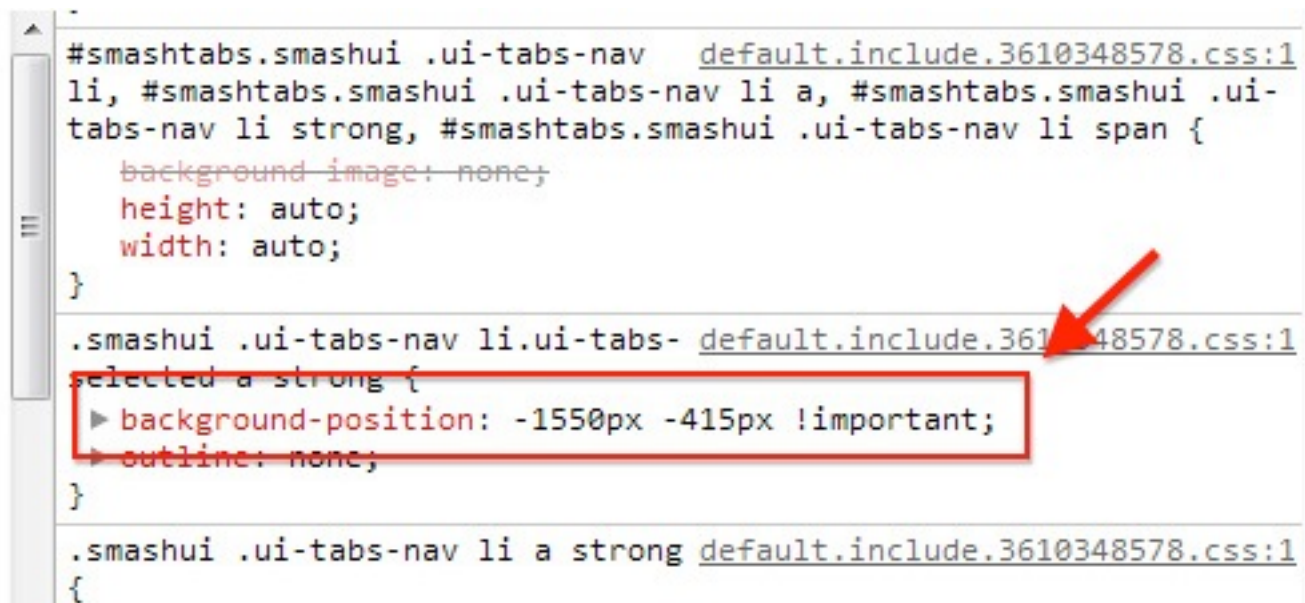 }
#smashtabs.smashui .ui-tabs-nav default.include.3610348578.css:1
li, #smashtabs.smashui .ui-tabs-nav li a, #smashtabs.smashui .ui-
tabs-nav li strong, #smashtabs.smashui .ui-tabs-nav li span {
background-image: none;
height: auto;
width: auto;
}
.smashui .ui-tabs-nav li.ui-tabs- default.include.3610348578.css:1
selected a strong {
▶ background-position: -1550px -415px !important;
▶ outline: none;
}
.smashui .ui-tabs-nav li a strong default.include.3610348578.css:1
{